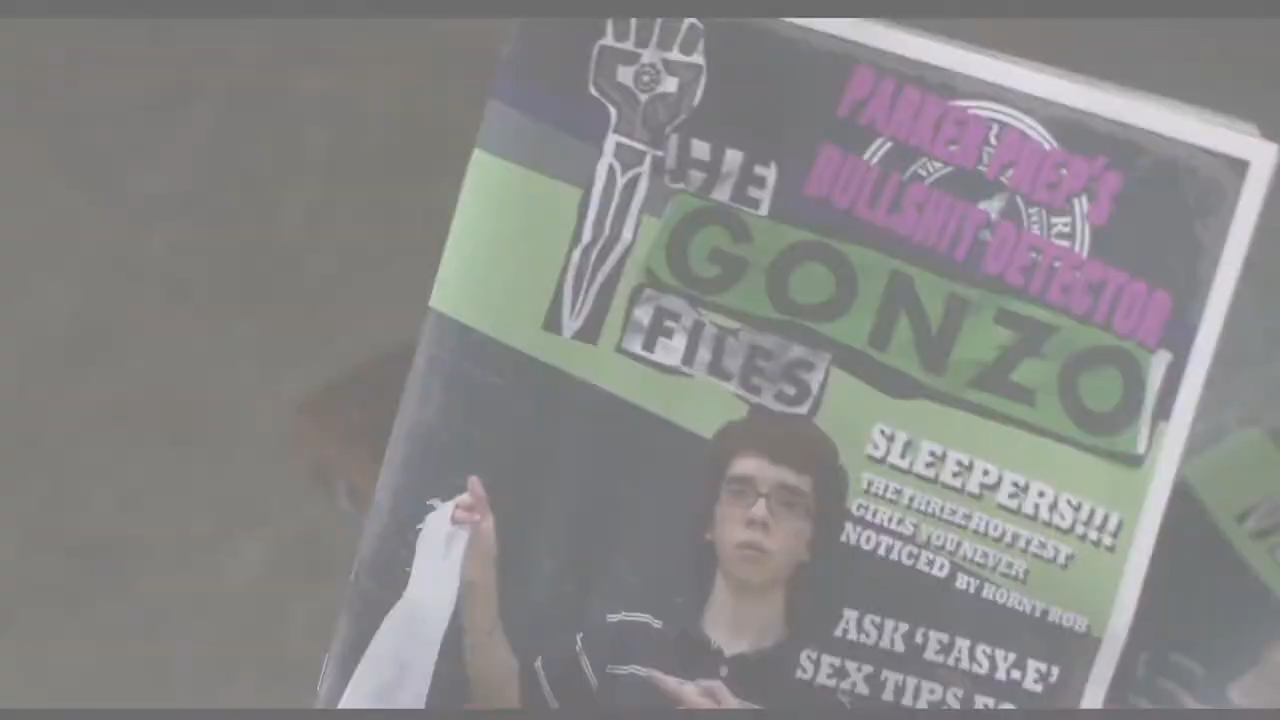 PARKER PREP'S
BULLSHIT DETECTOR
THE
GONZO
FILES
SLEEPERS!!!
THE THREE HOTTEST
GIRLS YOU NEVER
NOTICED BY HORNY ROB
ASK 'EASY-E'
SEX TIPS